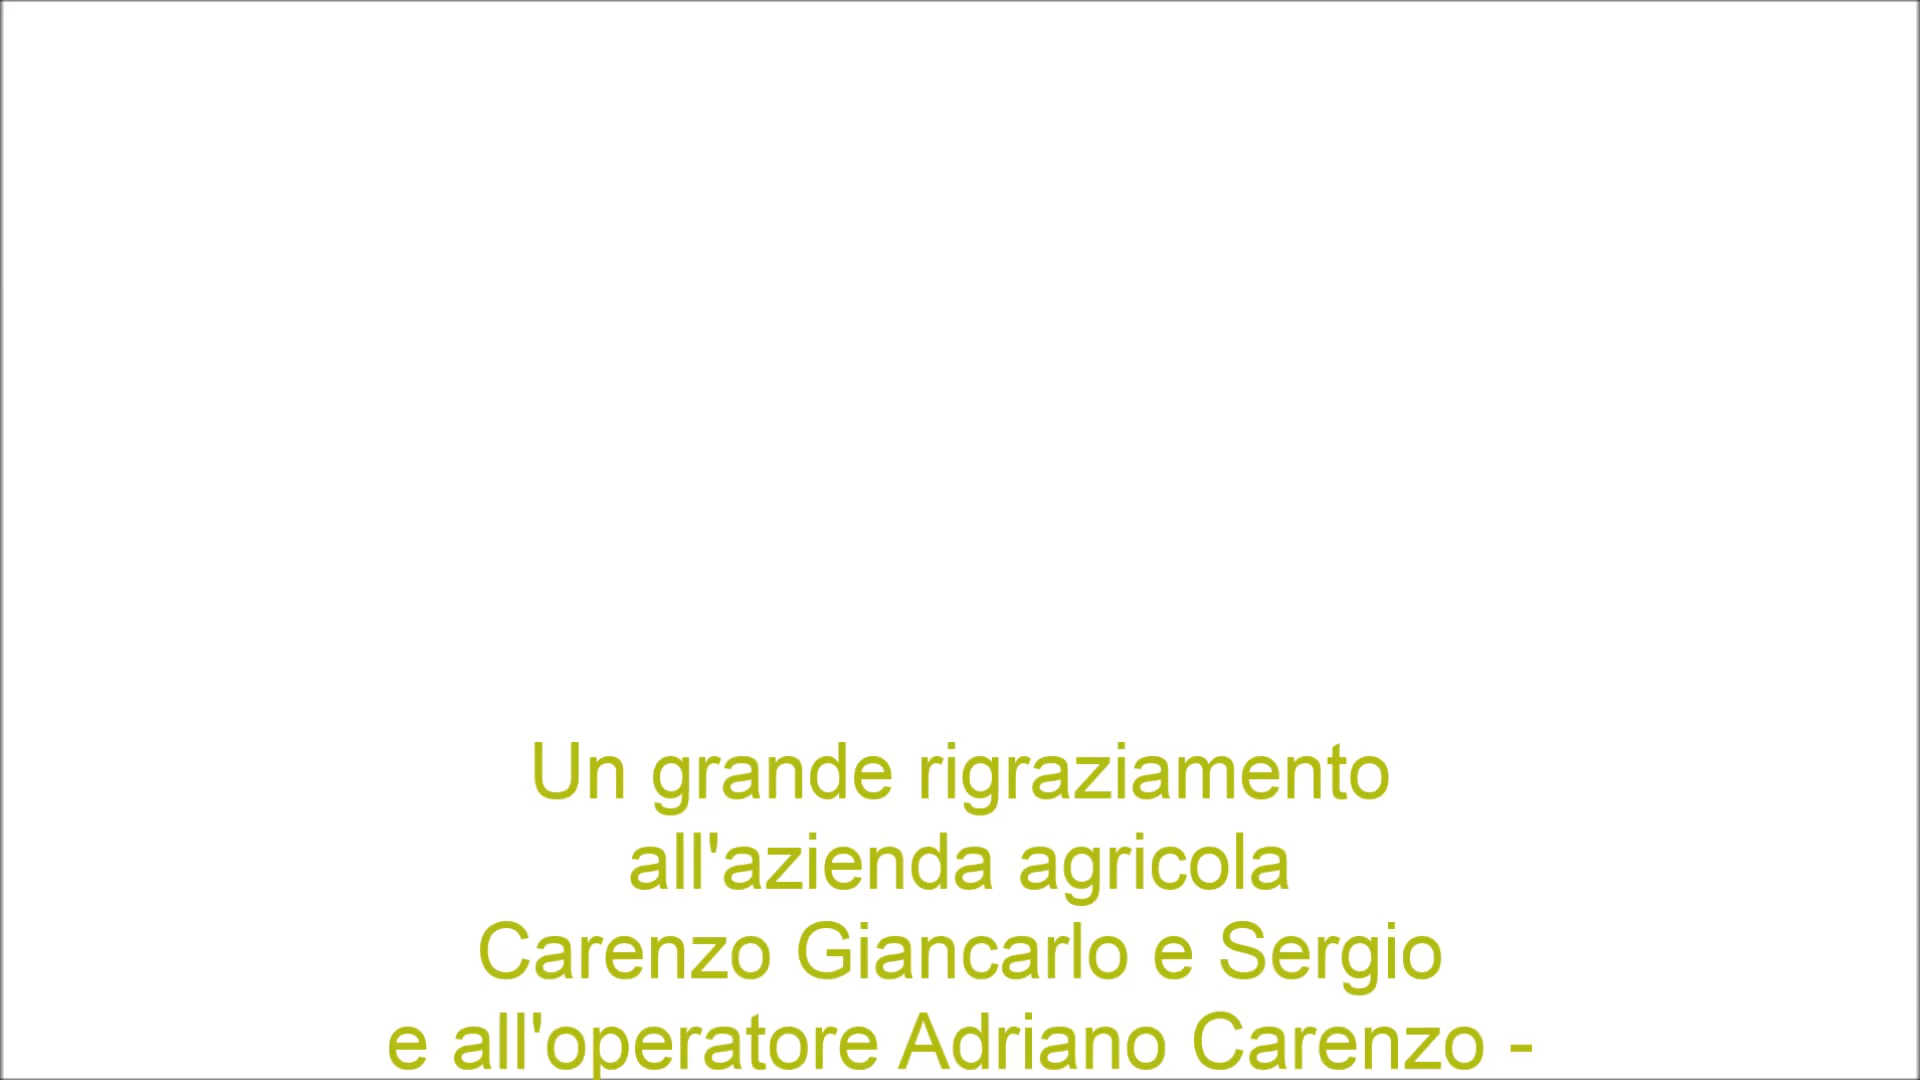 Un grande rigraziamento
all'azienda agricola
Carenzo Giancarlo e Sergio
e all'operatore Adriano Carenzo -